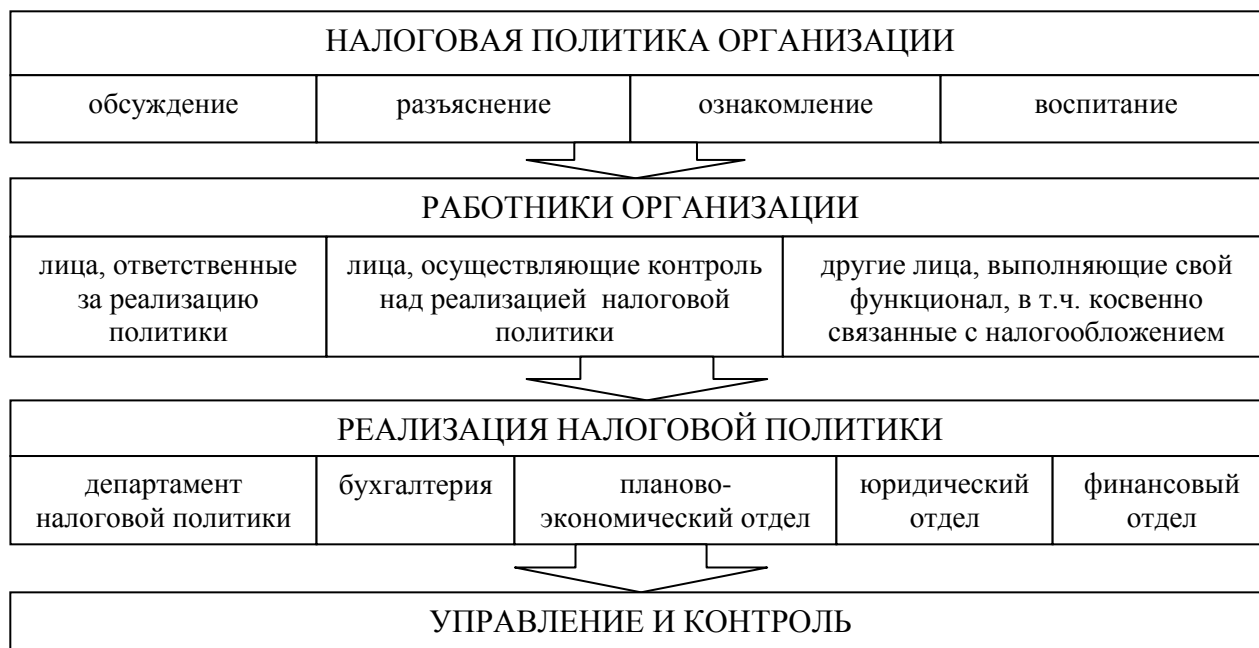 НАЛОГОВАЯ ПОЛИТИКА ОРГАНИЗАЦИИ
обсуждение
разъяснение
ознакомление
воспитание
РАБОТНИКИ ОРГАНИЗАЦИИ
лица, ответственные
за реализацию
политики
лица, осуществляющие контроль
над реализацией налоговой
политики
другие лица, выполняющие свой
функционал, в т.ч. косвенно
связанные с налогообложением
РЕАЛИЗАЦИЯ НАЛОГОВОЙ ПОЛИТИКИ
департамент
налоговой политики
бухгалтерия
планово-
экономический отдел
юридический
отдел
финансовый
отдел
УПРАВЛЕНИЕ И КОНТРОЛЬ